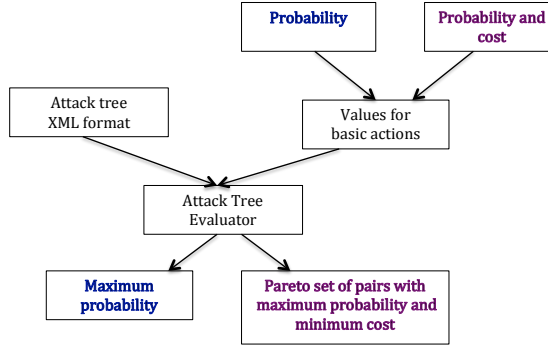 Probability
Probability and
cost
Attack tree
XML format
Values for
basic actions
Attack Tree
Evaluator
Maximum
probability
Pareto set of pairs with
maximum probability and
minimum cost